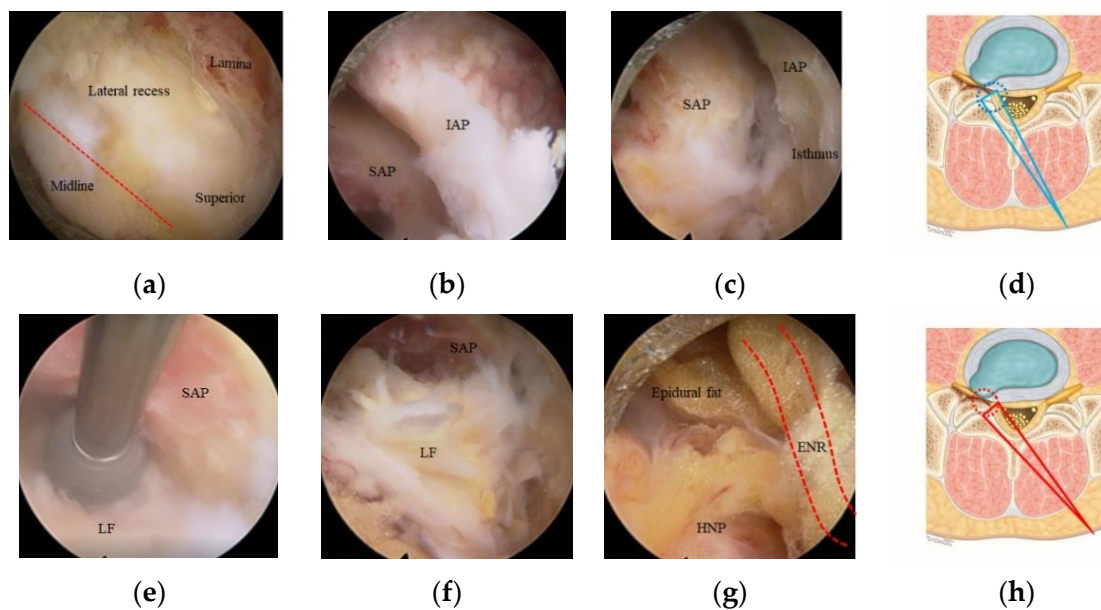 Lamina
Lateral recess
Midline
Superior
(a)
IAP
SAP
(b)
IAP
SAP
Isthmus
(c)
(d)
SAP
LF
(e)
SAP
LF
(f)
Epidural fat
ENR
HNP
(g)
(h)